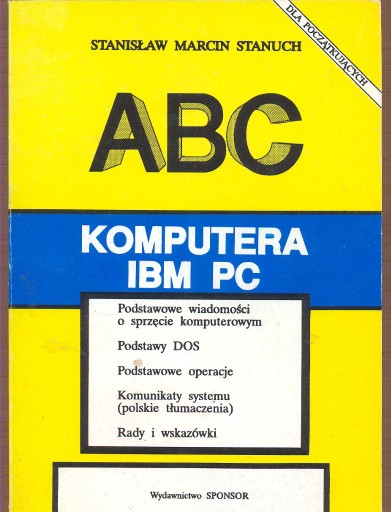 DLA POCZĄTKUJĄCYCH
STANISŁAW MARCIN STANUCH
ABC
KOMPUTERA
IBM PC
Podstawowe wiadomości
o sprzęcie komputerowym
Podstawy DOS
Podstawowe operacje
Komunikaty systemu
(polskie tłumaczenia)
Rady i wskazówki
Wydawnictwo SPONSOR